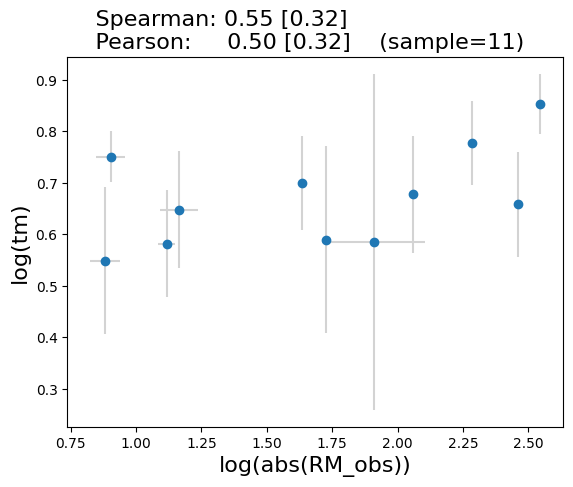 Spearman: 0.55 [0.32]
Pearson: 0.50 [0.32] (sample=11)
0.9
0.8
0.7
0.6
0.5
0.4
0.3
log(tm)
0.75 1.00 1.25 1.50 1.75 2.00 2.25 2.50
log(abs(RM_obs))